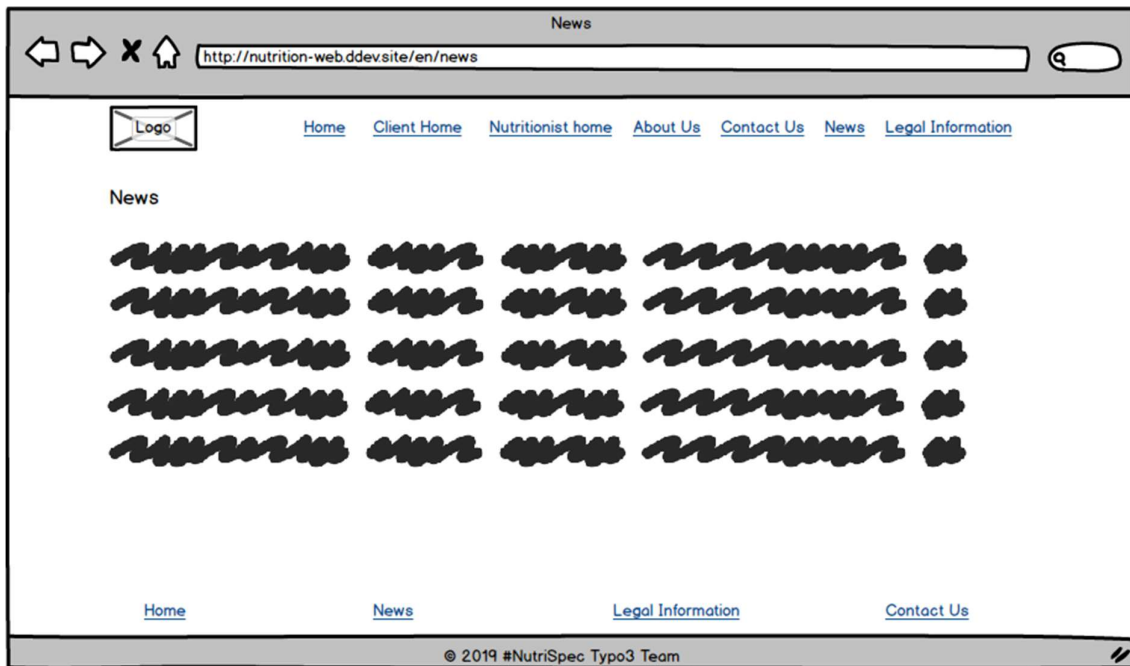 News
http://nutrition-web.ddev.site/en/news
Logo Home Client Home Nutritionist home About Us Contact Us News Legal Information
News
Home News Legal Information Contact Us
© 2019 #NutriSpec Typo3 Team